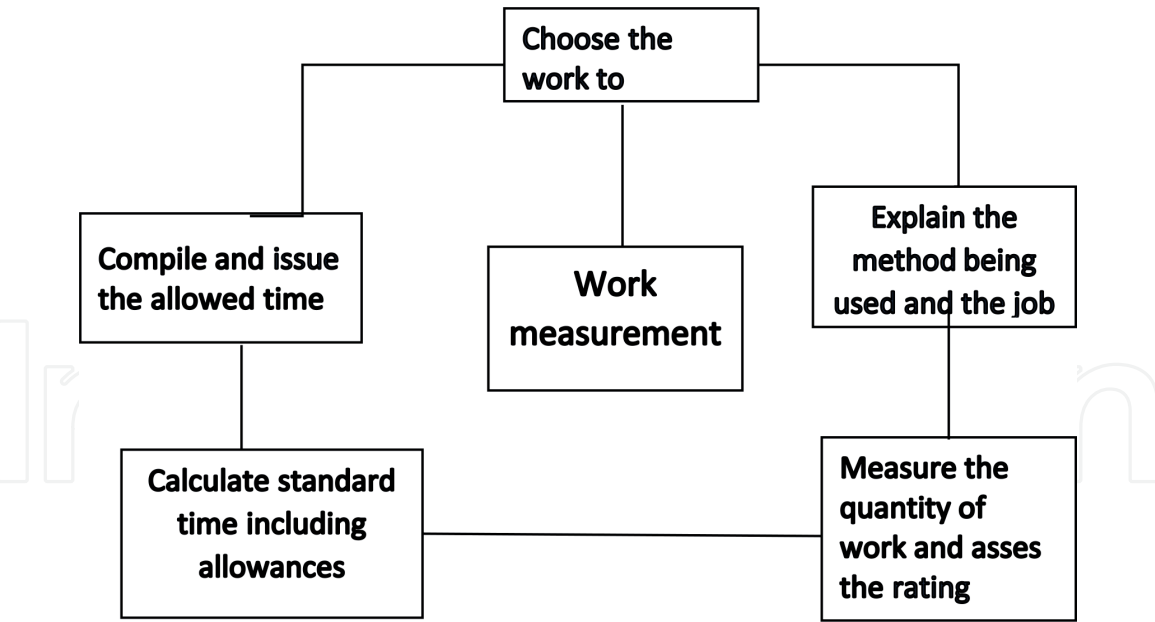 Choose the
work to
Explain the
method being
used and the job
Compile and issue
the allowed time
Work
measurement
Calculate standard
time including
allowances
Measure the
quantity of
work and asses
the rating